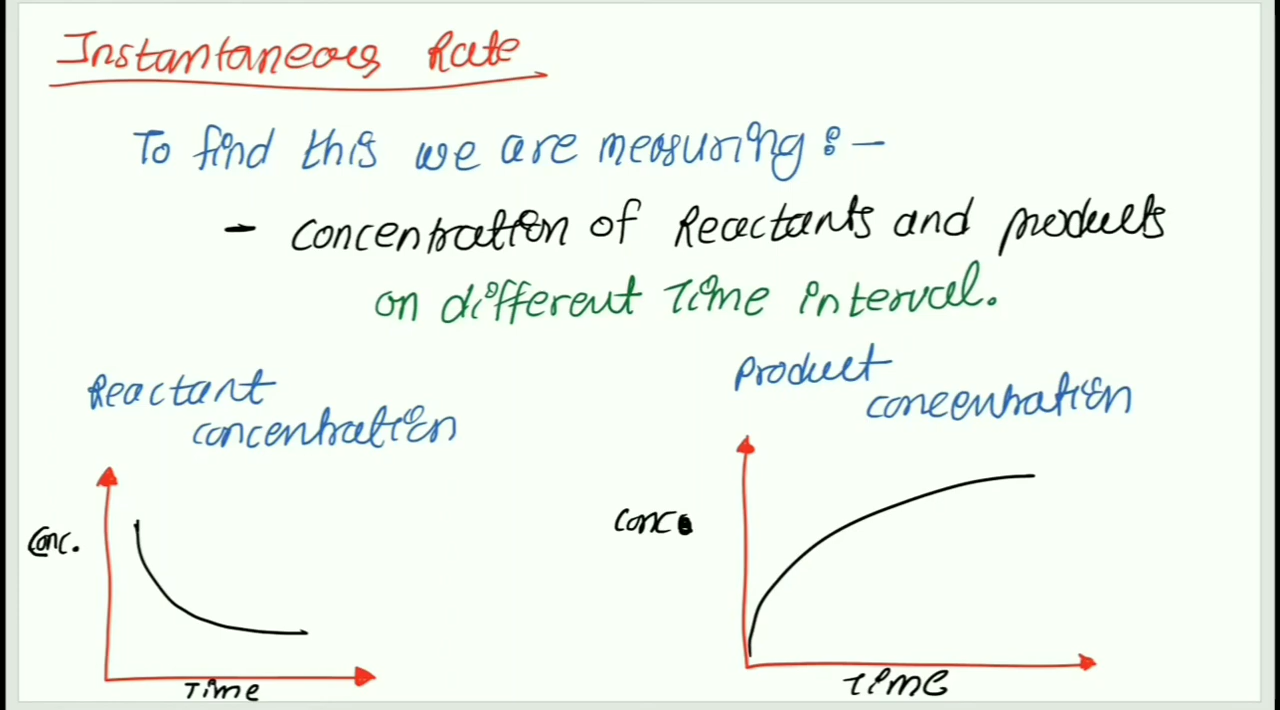 Instantaneous Rate
To find this we are measuring :-
- Concentration of Reactants and products
on different Time interval.
Reactant
concentration
Product
concentration
Conc.
Time
Conc.
Time